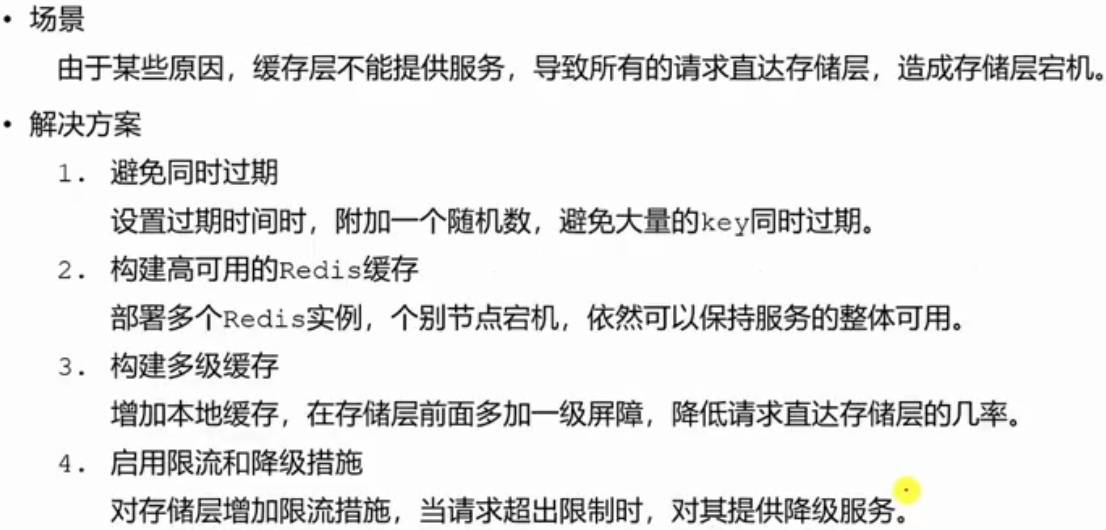 • 场景
由于某些原因，缓存层不能提供服务，导致所有的请求直达存储层，造成存储层宕机。
• 解决方案
1. 避免同时过期
设置过期时间时，附加一个随机数，避免大量的key同时过期。
2. 构建高可用的Redis缓存
部署多个Redis实例，个别节点宕机，依然可以保持服务的整体可用。
3. 构建多级缓存
增加本地缓存，在存储层前面多加一级屏障，降低请求直达存储层的几率。
4. 启用限流和降级措施
对存储层增加限流措施，当请求超出限制时，对其提供降级服务。